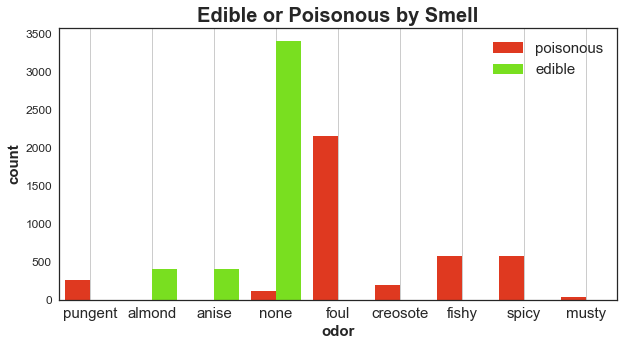 Edible or Poisonous by Smell
3500
3000
2500
2000
1500
1000
500
0
count
poisonous
edible
pungent almond anise none foul creosote fishy spicy musty
odor